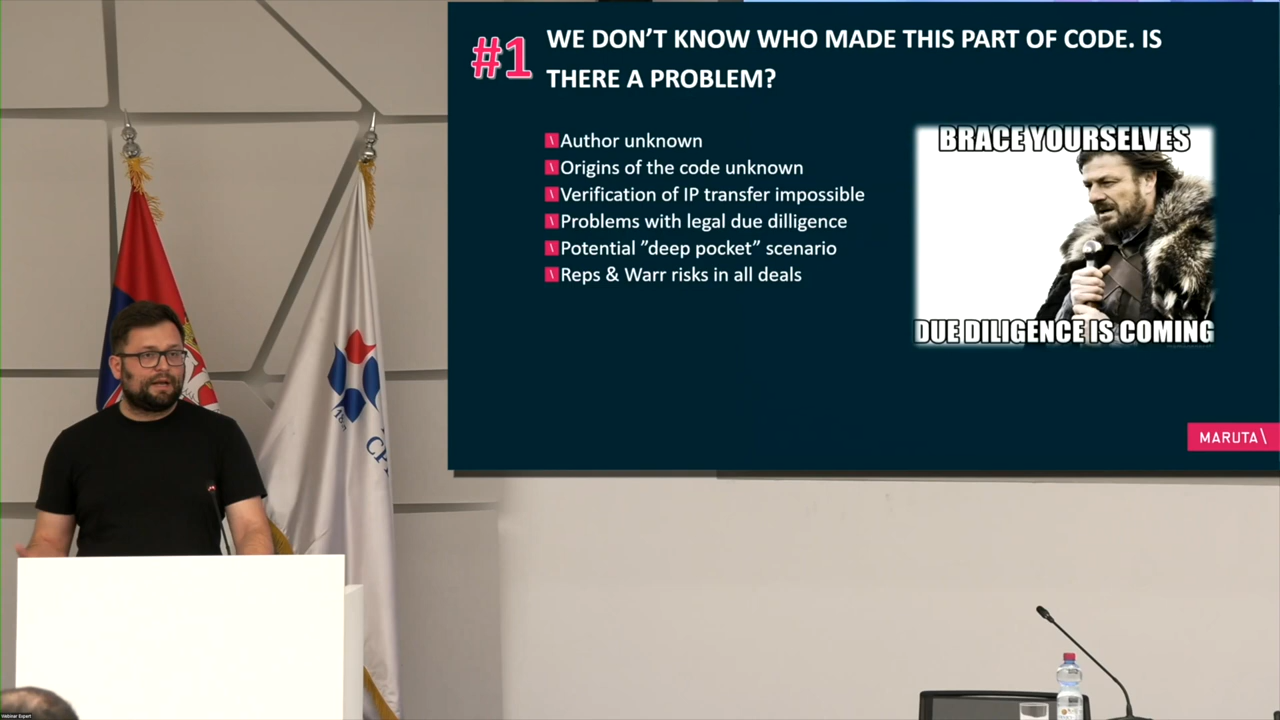 #1
WE DON'T KNOW WHO MADE THIS PART OF CODE. IS
THERE A PROBLEM?
\Author unknown
\Origins of the code unknown
\Verification of IP transfer impossible
\Problems with legal due dilligence
\Potential ”deep pocket” scenario
\Reps & Warr risks in all deals
BRACE YOURSELVES
DUE DILIGENCE IS COMING
MARUTA\
Webinar Expert